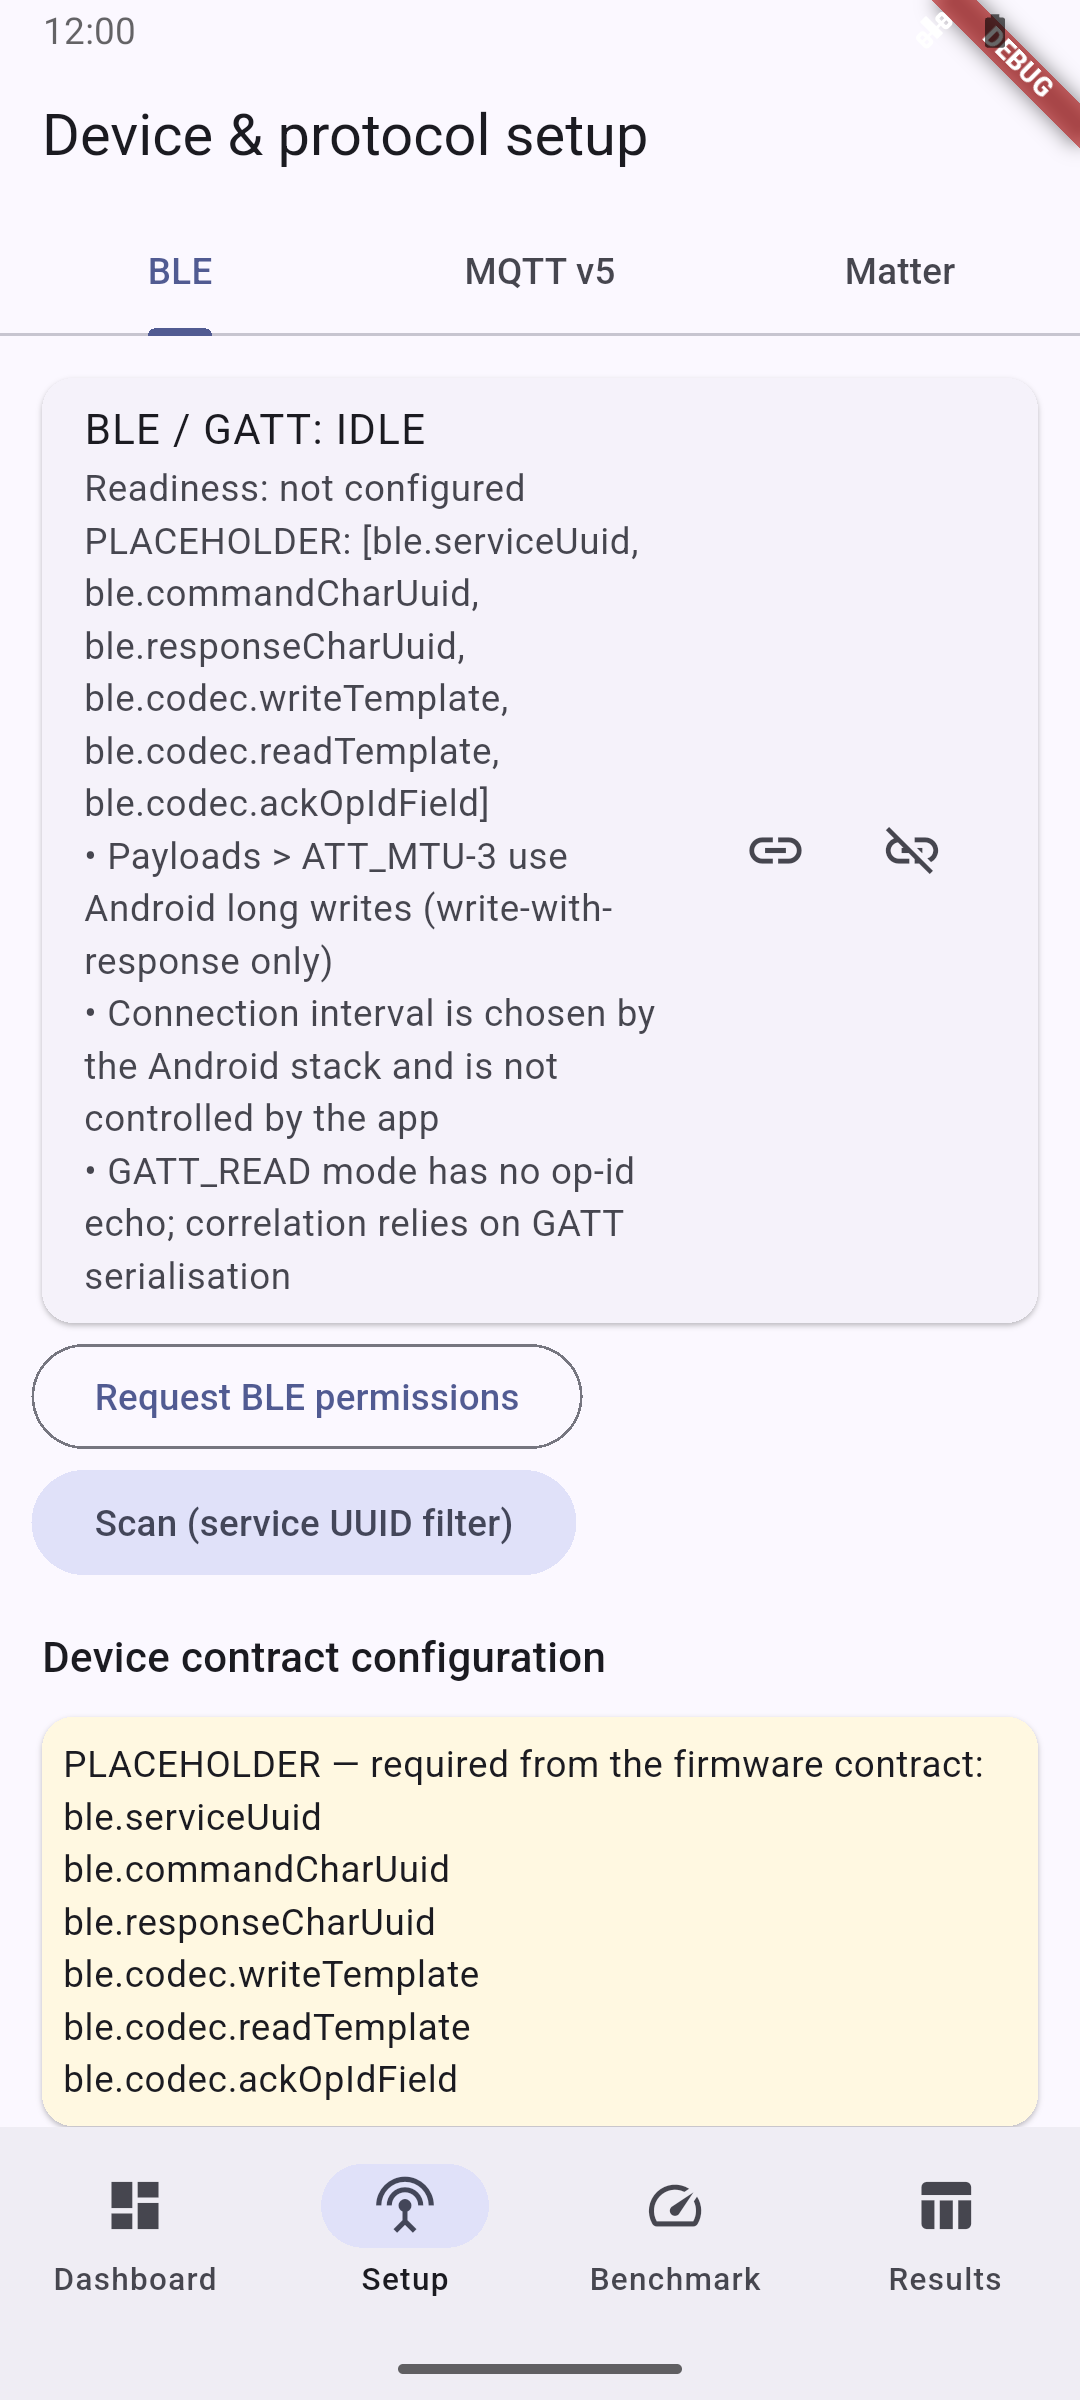 12:00
DEBUG
Device & protocol setup
BLE
MQTT v5
Matter
BLE / GATT: IDLE
Readiness: not configured
PLACEHOLDER: [ble.serviceUuid,
ble.commandCharUuid,
ble.responseCharUuid,
ble.codec.writeTemplate,
ble.codec.readTemplate,
ble.codec.ackOpIdField]
• Payloads > ATT_MTU-3 use
Android long writes (write-with-
response only)
• Connection interval is chosen by
the Android stack and is not
controlled by the app
• GATT_READ mode has no op-id
echo; correlation relies on GATT
serialisation
Request BLE permissions
Scan (service UUID filter)
Device contract configuration
PLACEHOLDER — required from the firmware contract:
ble.serviceUuid
ble.commandCharUuid
ble.responseCharUuid
ble.codec.writeTemplate
ble.codec.readTemplate
ble.codec.ackOpIdField
Dashboard
Setup
Benchmark
Results